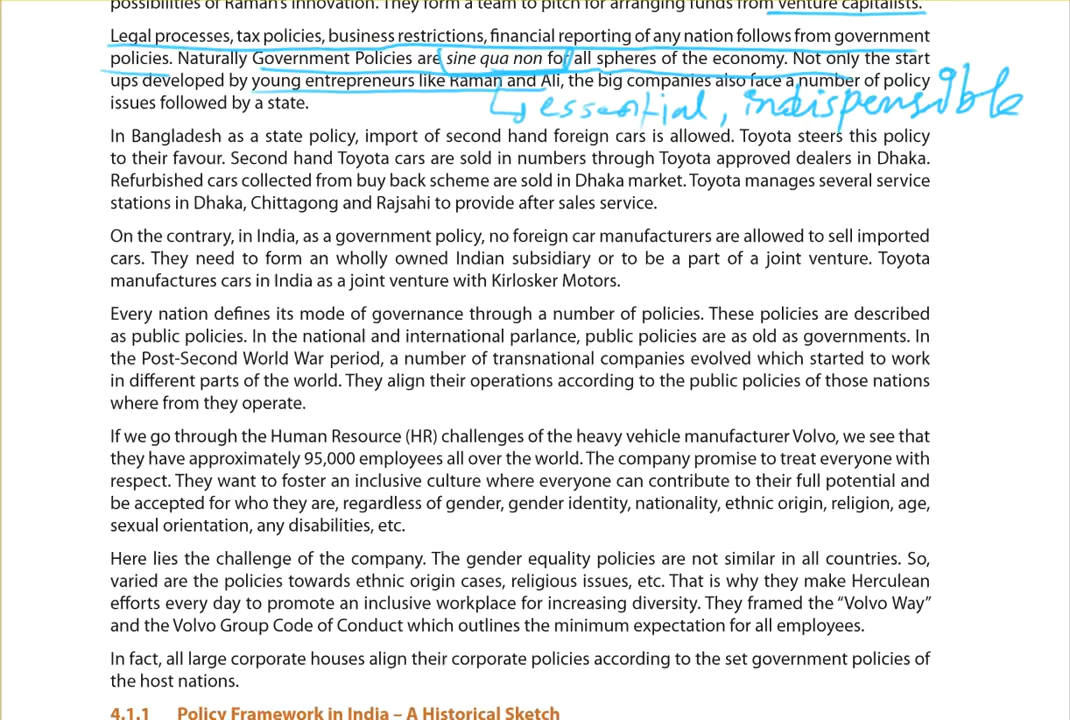 possibilities of Raman's innovation. They form a team to pitch for arranging funds from venture capitalists.
Legal processes, tax policies, business restrictions, financial reporting of any nation follows from government
policies. Naturally Government Policies are sine qua non for all spheres of the economy. Not only the start
ups developed by young entrepreneurs like Raman and Ali, the big companies also face a number of policy
issues followed by a state.
↳ essential, indispensible
In Bangladesh as a state policy, import of second hand foreign cars is allowed. Toyota steers this policy
to their favour. Second hand Toyota cars are sold in numbers through Toyota approved dealers in Dhaka.
Refurbished cars collected from buy back scheme are sold in Dhaka market. Toyota manages several service
stations in Dhaka, Chittagong and Rajsahi to provide after sales service.
On the contrary, in India, as a government policy, no foreign car manufacturers are allowed to sell imported
cars. They need to form an wholly owned Indian subsidiary or to be a part of a joint venture. Toyota
manufactures cars in India as a joint venture with Kirlosker Motors.
Every nation defines its mode of governance through a number of policies. These policies are described
as public policies. In the national and international parlance, public policies are as old as governments. In
the Post-Second World War period, a number of transnational companies evolved which started to work
in different parts of the world. They align their operations according to the public policies of those nations
where from they operate.
If we go through the Human Resource (HR) challenges of the heavy vehicle manufacturer Volvo, we see that
they have approximately 95,000 employees all over the world. The company promise to treat everyone with
respect. They want to foster an inclusive culture where everyone can contribute to their full potential and
be accepted for who they are, regardless of gender, gender identity, nationality, ethnic origin, religion, age,
sexual orientation, any disabilities, etc.
Here lies the challenge of the company. The gender equality policies are not similar in all countries. So,
varied are the policies towards ethnic origin cases, religious issues, etc. That is why they make Herculean
efforts every day to promote an inclusive workplace for increasing diversity. They framed the “Volvo Way”
and the Volvo Group Code of Conduct which outlines the minimum expectation for all employees.
In fact, all large corporate houses align their corporate policies according to the set government policies of
the host nations.
4.1.1 Policy Framework in India – A Historical Sketch